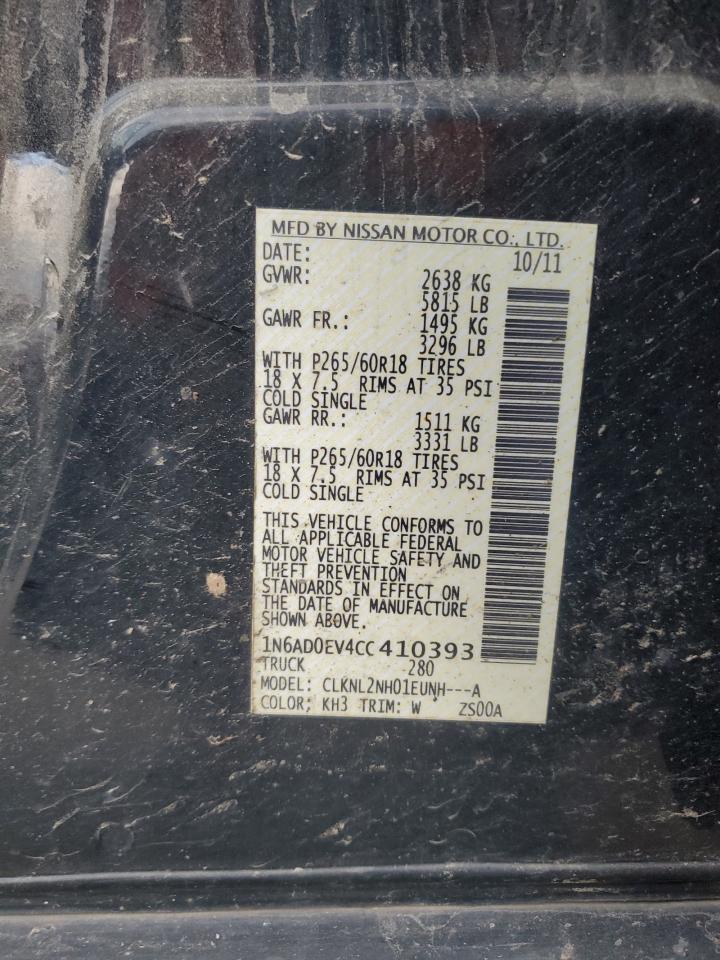 MFD BY NISSAN MOTOR CO., LTD.
DATE: 10/11
GVWR: 2638 KG
5815 LB
GAWR FR.: 1495 KG
3296 LB
WITH P265/60R18 TIRES
18 X 7.5 RIMS AT 35 PSI
COLD SINGLE
GAWR RR.: 1511 KG
3331 LB
WITH P265/60R18 TIRES
18 X 7.5 RIMS AT 35 PSI
COLD SINGLE
THIS VEHICLE CONFORMS TO
ALL APPLICABLE FEDERAL
MOTOR VEHICLE SAFETY AND
THEFT PREVENTION
STANDARDS IN EFFECT ON
THE DATE OF MANUFACTURE
SHOWN ABOVE.
1N6AD0EV4CC410393
TRUCK 280
MODEL: CLKNL2NH01EUNH---A
COLOR: KH3 TRIM: W ZS00A